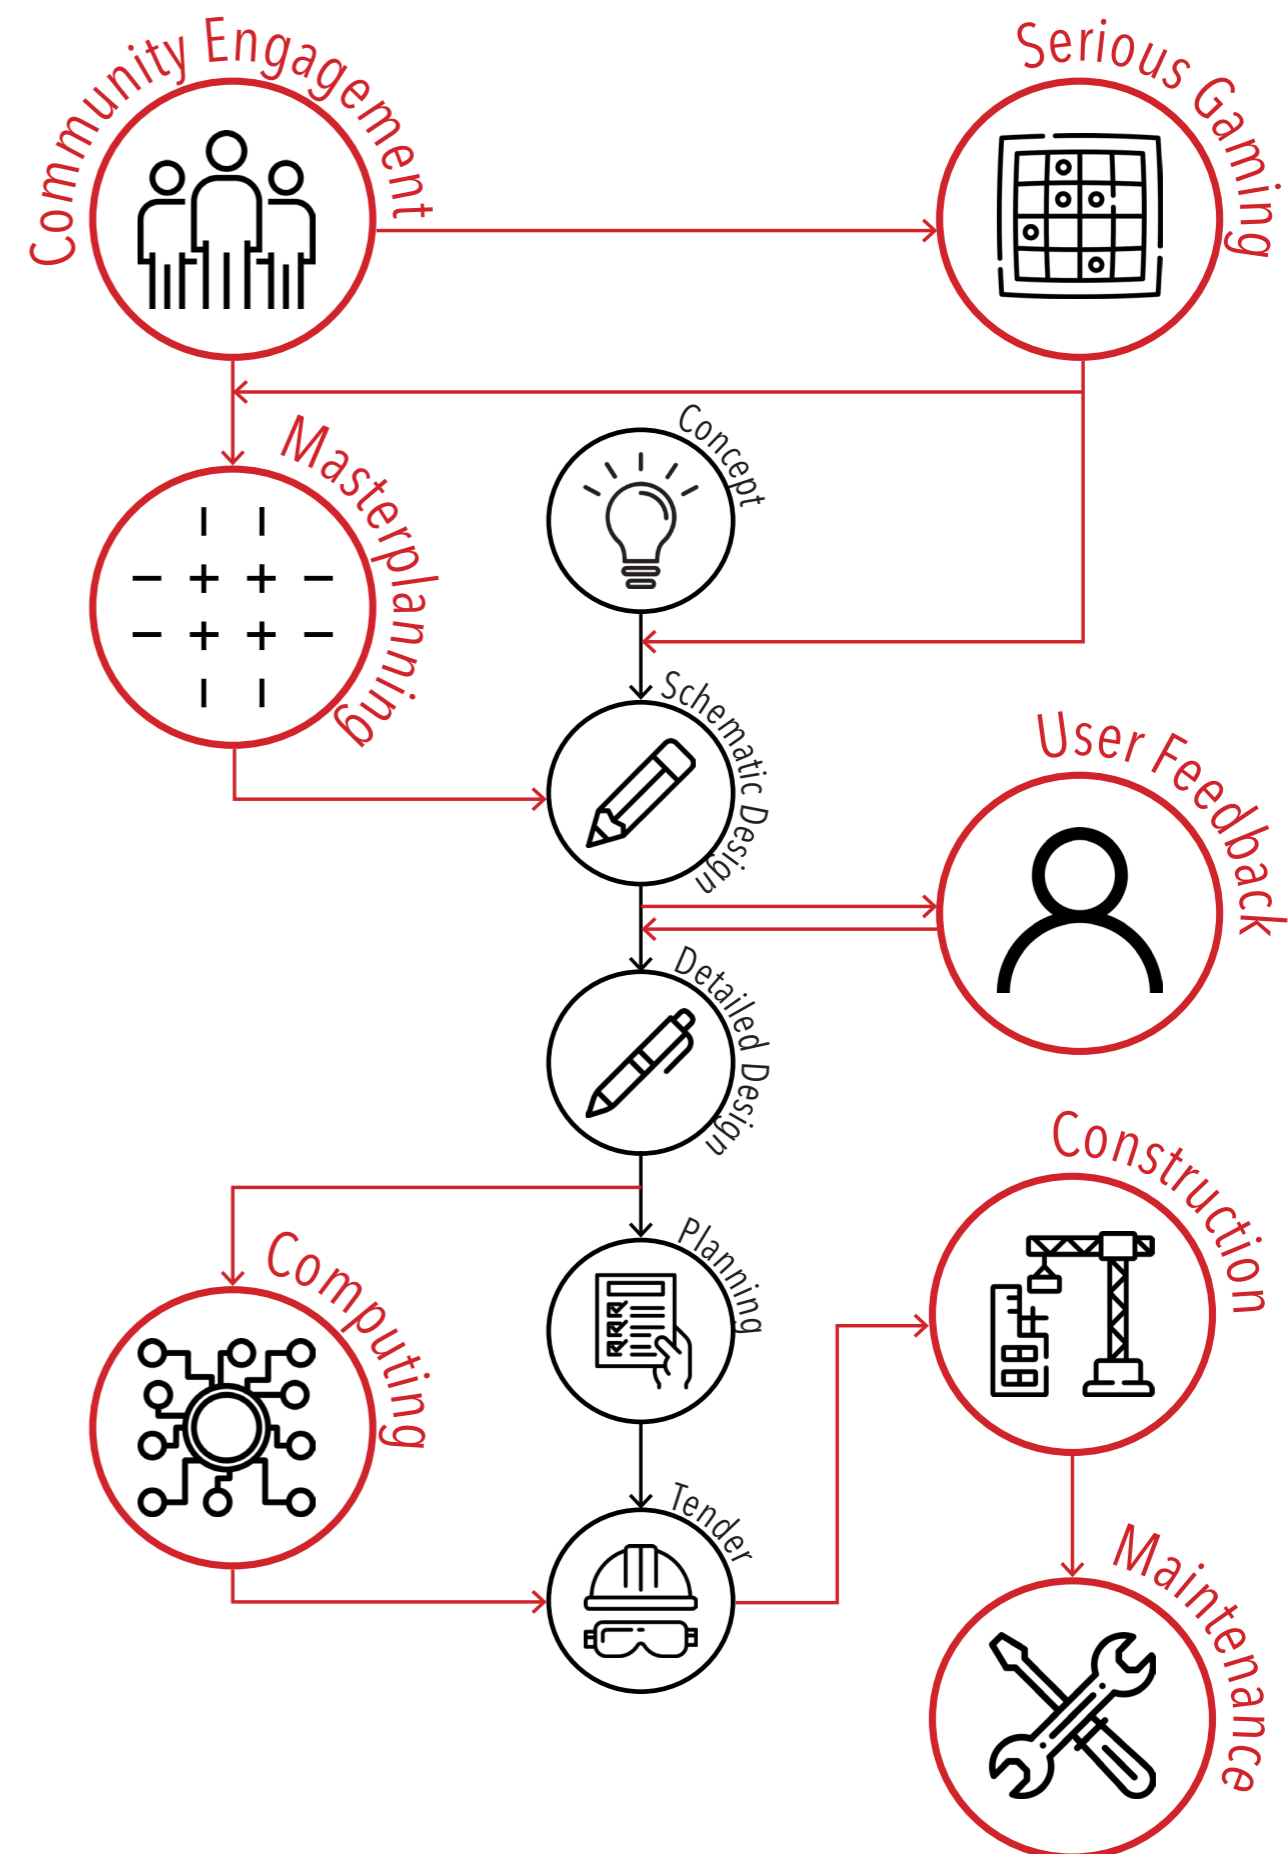 Community Engagement
Serious Gaming
Concept
Masterplanning
Schematic Design
User Feedback
Detailed Design
Construction
Planning
Computing
Tender
Maintenance